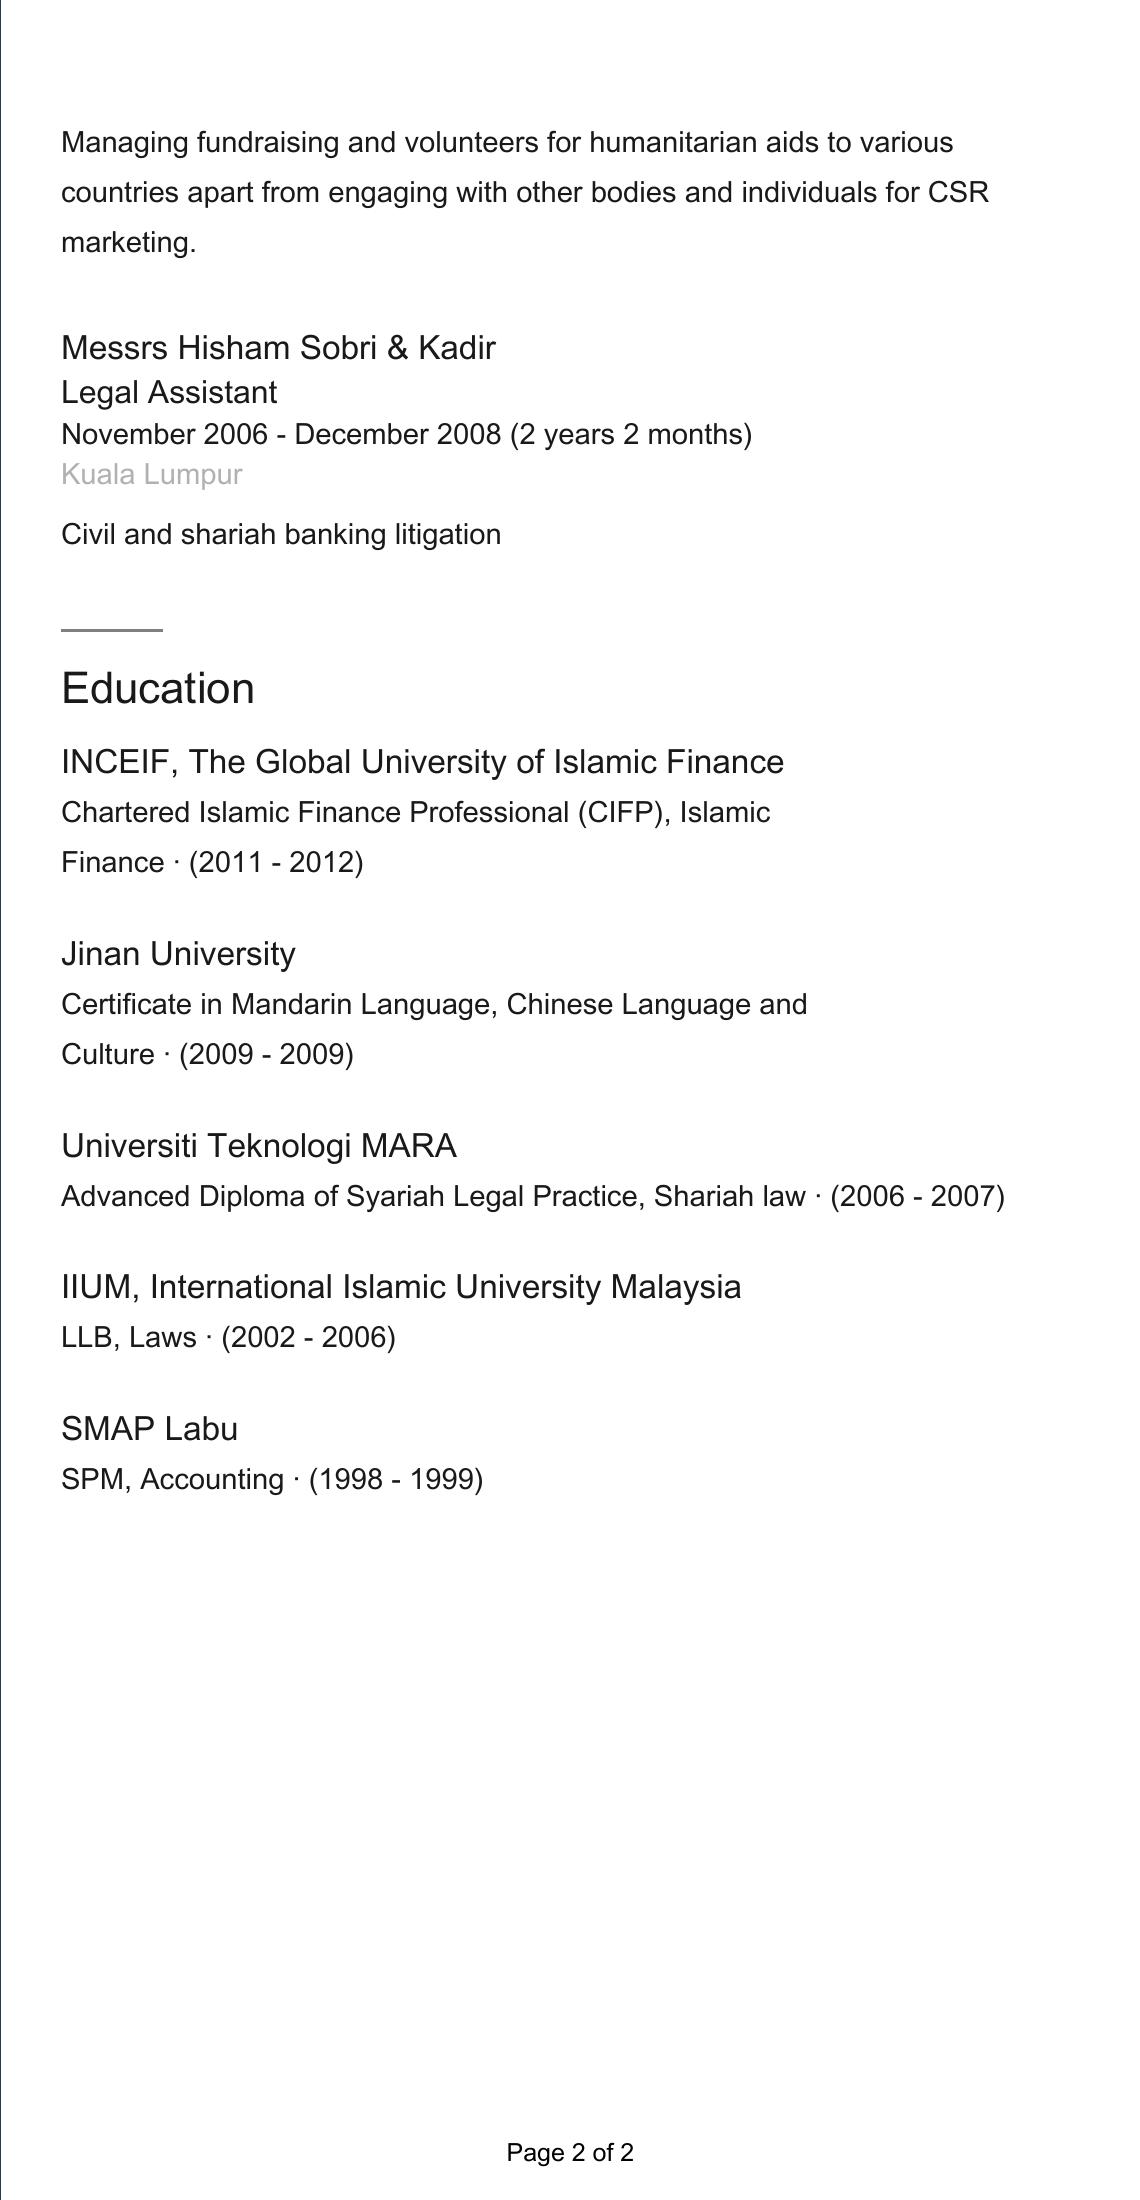 Managing fundraising and volunteers for humanitarian aids to various
countries apart from engaging with other bodies and individuals for CSR
marketing.
Messrs Hisham Sobri & Kadir
Legal Assistant
November 2006 - December 2008 (2 years 2 months)
Kuala Lumpur
Civil and shariah banking litigation
Education
INCEIF, The Global University of Islamic Finance
Chartered Islamic Finance Professional (CIFP), Islamic
Finance · (2011 - 2012)
Jinan University
Certificate in Mandarin Language, Chinese Language and
Culture · (2009 - 2009)
Universiti Teknologi MARA
Advanced Diploma of Syariah Legal Practice, Shariah law · (2006 - 2007)
IIUM, International Islamic University Malaysia
LLB, Laws · (2002 - 2006)
SMAP Labu
SPM, Accounting · (1998 - 1999)
Page 2 of 2